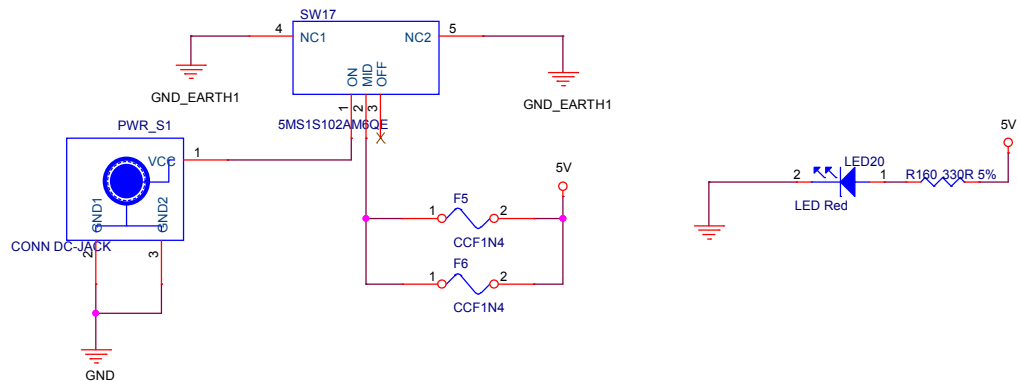 SW17
4 NC1 NC2 5
ON MID OFF
1 2 3
GND_EARTH1
GND_EARTH1
5MS1S102AM6QE
PWR_S1
VCC 1
GND1 GND2
CONN DC-JACK
2 3
GND
5V
F5
1 2
CCF1N4
F6
1 2
CCF1N4
5V
LED20
2 1 R160 330R 5%
LED Red